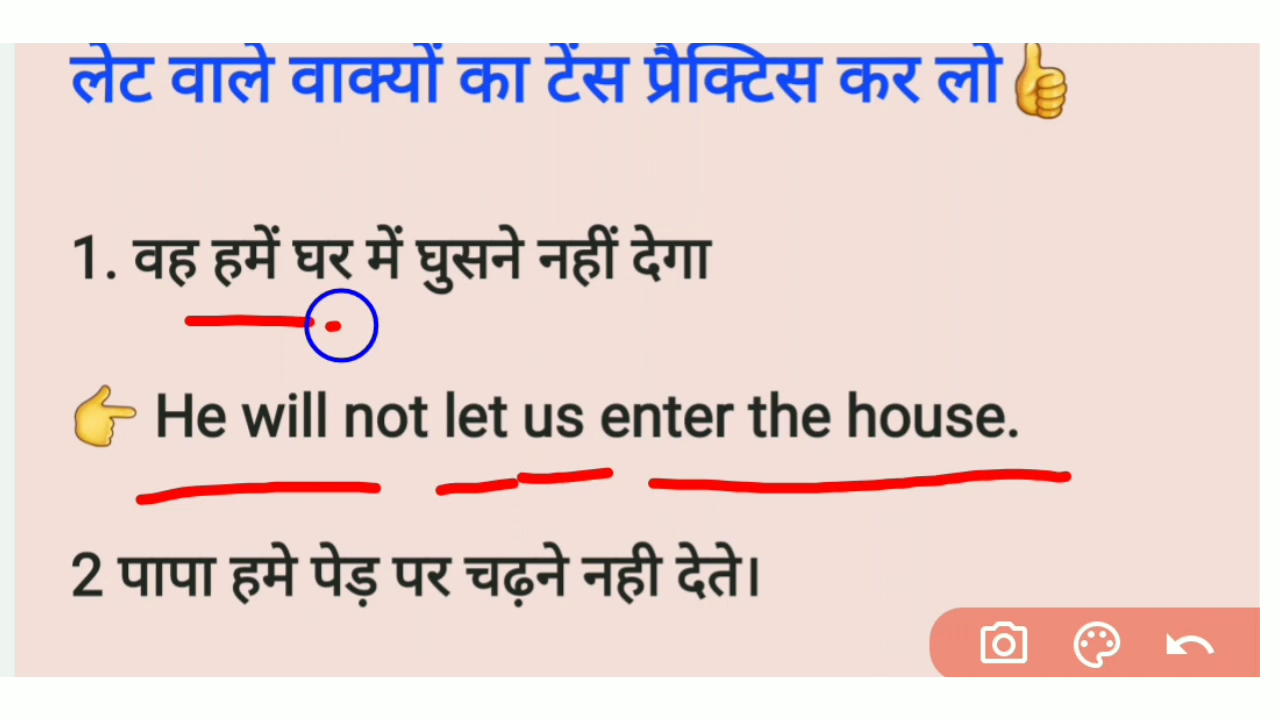 लेट वाले वाक्यों का टेंस प्रैक्टिस कर लो👍
1. वह हमें घर में घुसने नहीं देगा
👉 He will not let us enter the house.
2 पापा हमे पेड़ पर चढ़ने नही देते।